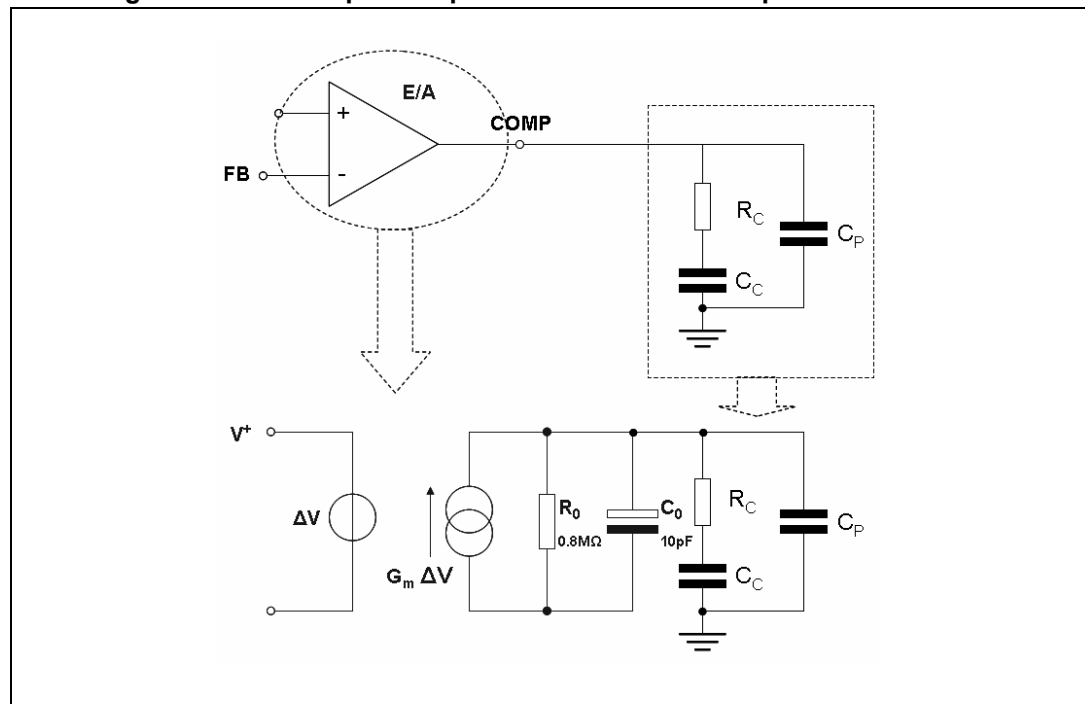 E/A
+
COMP
FB
-
R_C
C_P
C_C
V⁺
ΔV
G_m ΔV
R_0
0.8MΩ
C_0
10pF
R_C
C_C
C_P